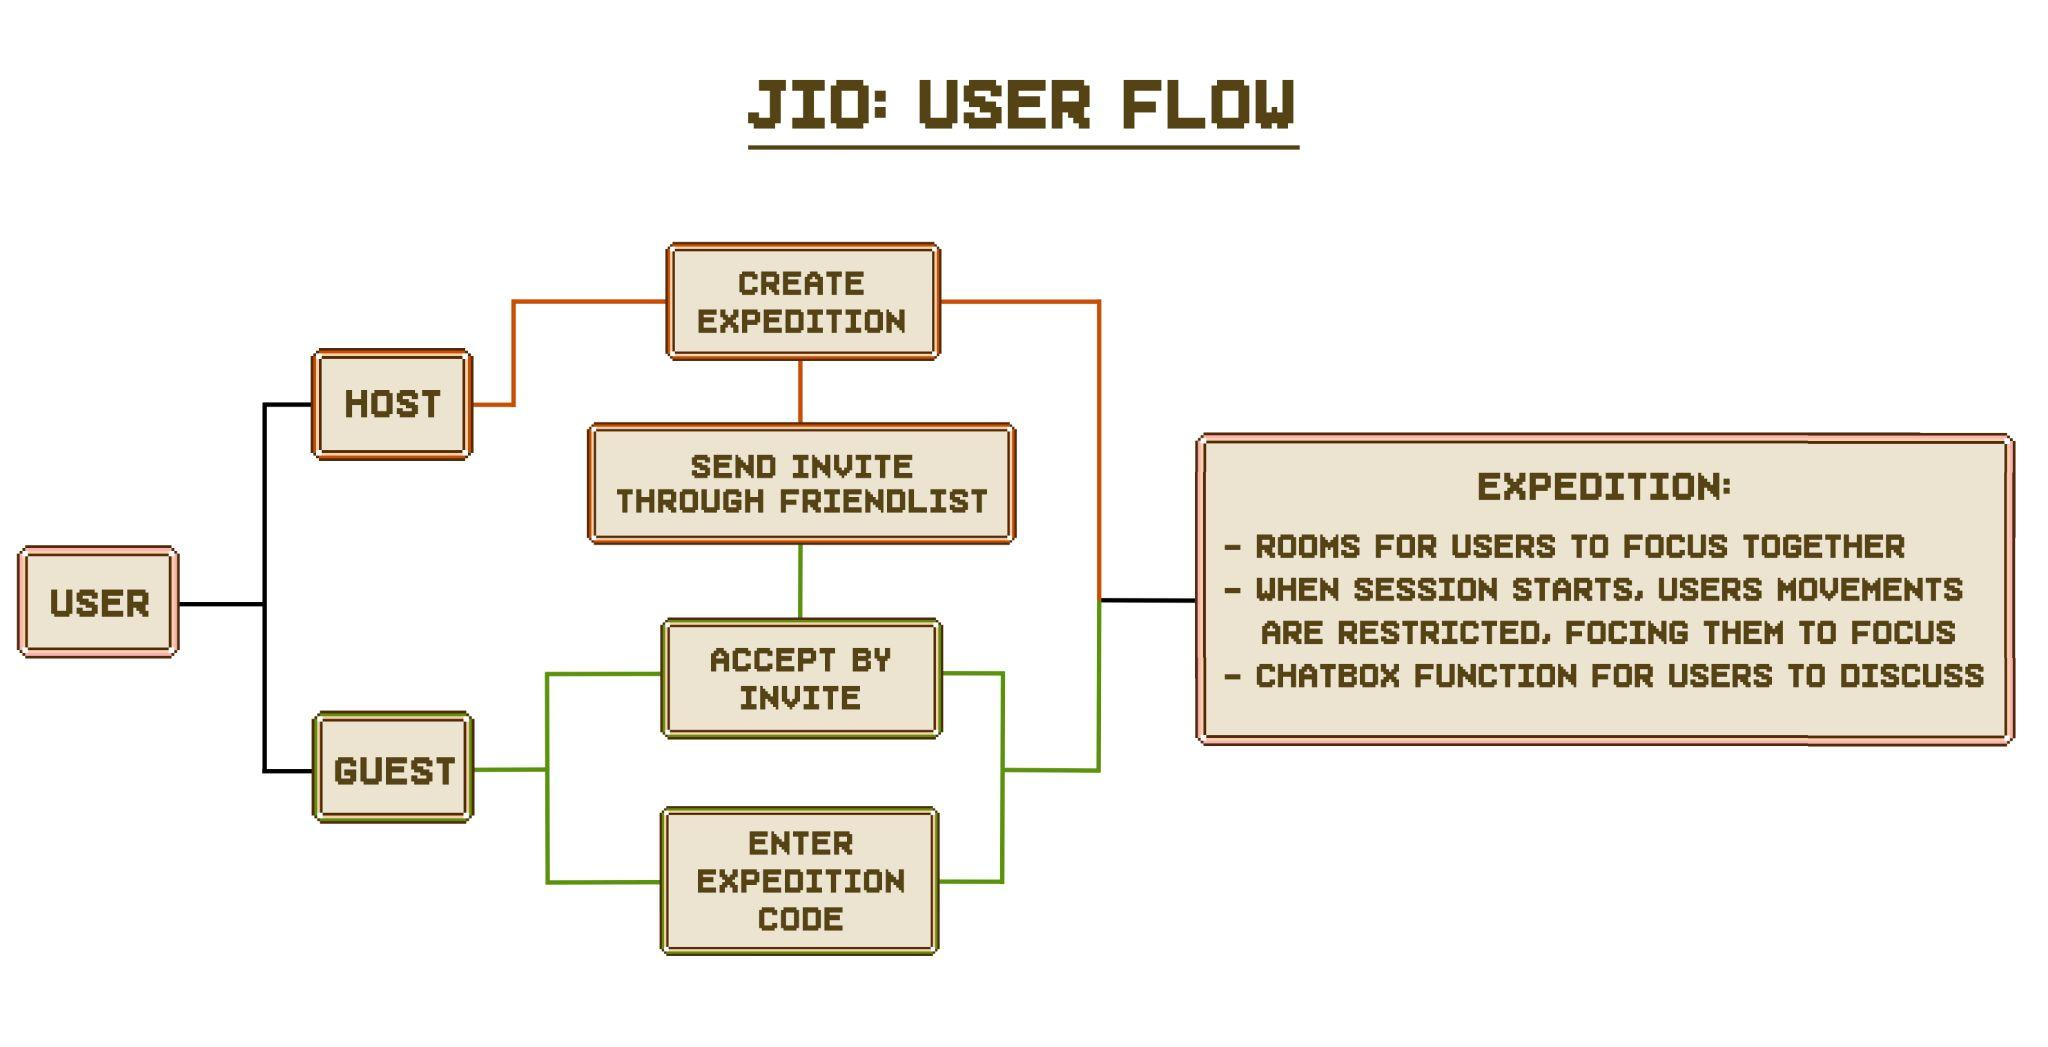 JIO: USER FLOW
CREATE
EXPEDITION
HOST
SEND INVITE
THROUGH FRIENDLIST
EXPEDITION:
- ROOMS FOR USERS TO FOCUS TOGETHER
- WHEN SESSION STARTS, USERS MOVEMENTS
ARE RESTRICTED, FOCING THEM TO FOCUS
- CHATBOX FUNCTION FOR USERS TO DISCUSS
USER
ACCEPT BY
INVITE
GUEST
ENTER
EXPEDITION
CODE